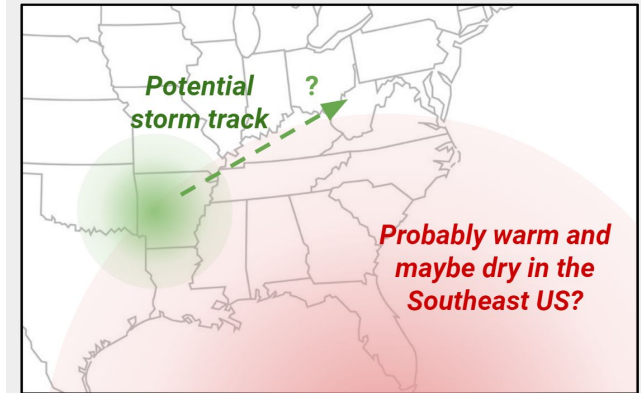 Potential
storm track
?
Probably warm and
maybe dry in the
Southeast US?